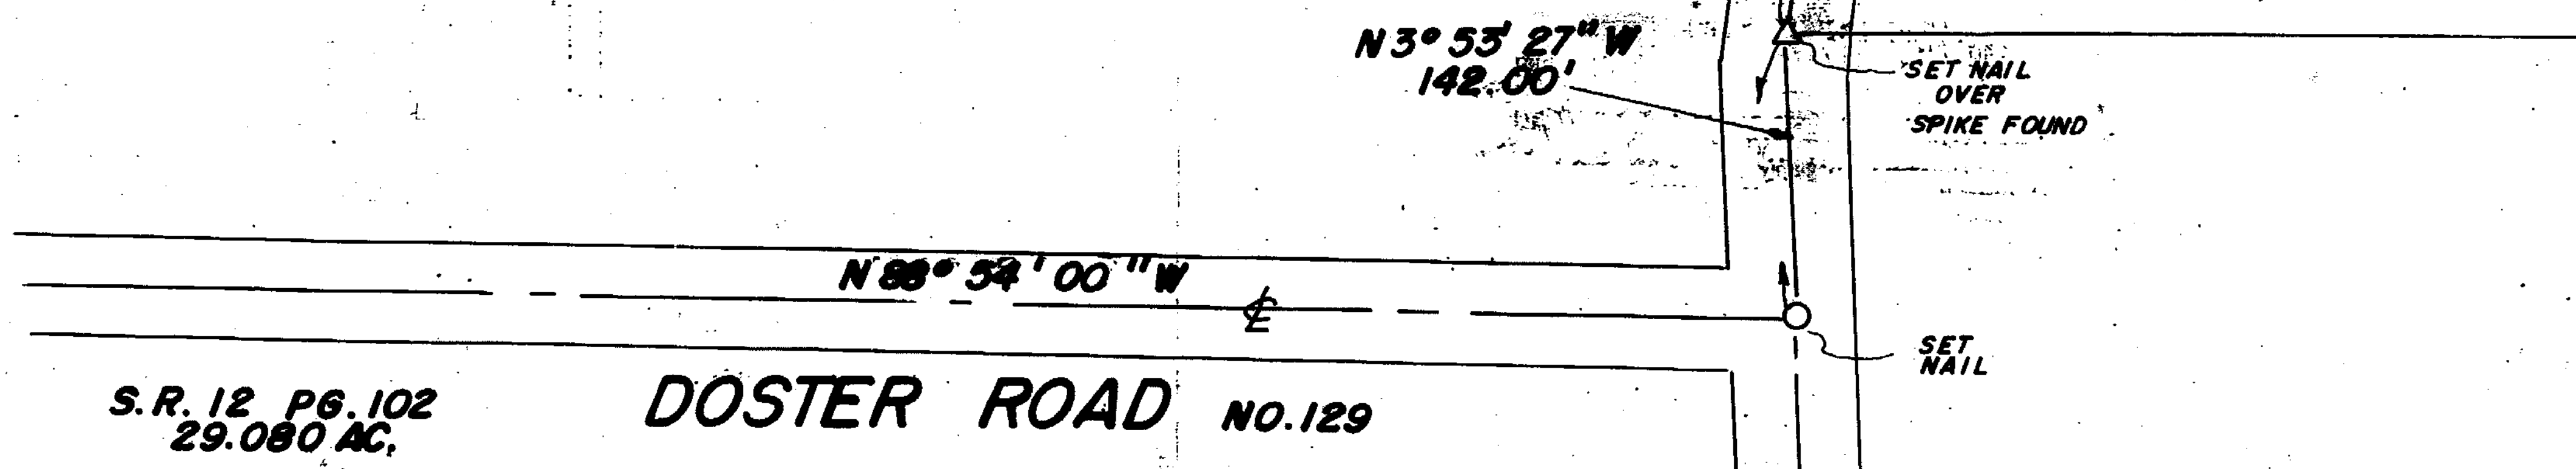 N 3° 53' 27" W
142.00'
SET NAIL
OVER
SPIKE FOUND
N 88° 54' 00" W
℄
SET
NAIL
S.R. 12 PG. 102
29.080 AC.
DOSTER ROAD NO. 129